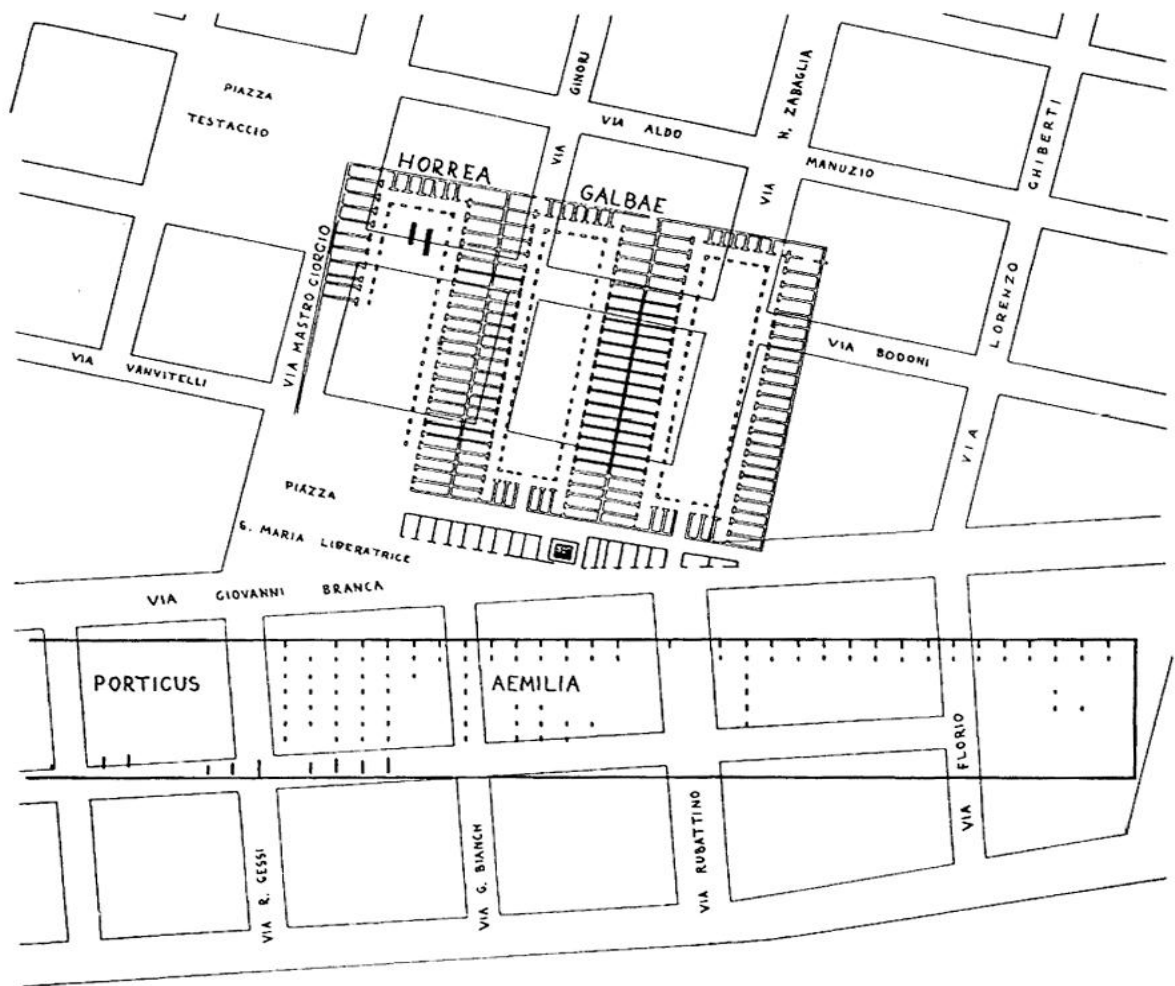 PIAZZA
TESTACCIO
VIA GINORI
VIA ALDO MANUZIO
VIA N. ZABAGLIA
VIA LORENZO GHIBERTI
HORREA GALBAE
VIA MASTRO GIORGIO
VIA VANVITELLI
VIA BODONI
PIAZZA
S. MARIA LIBERATRICE
VIA GIOVANNI BRANCA
PORTICUS AEMILIA
VIA FLORIO
VIA R. GESSI
VIA G. BIANCH
VIA RUBATTINO